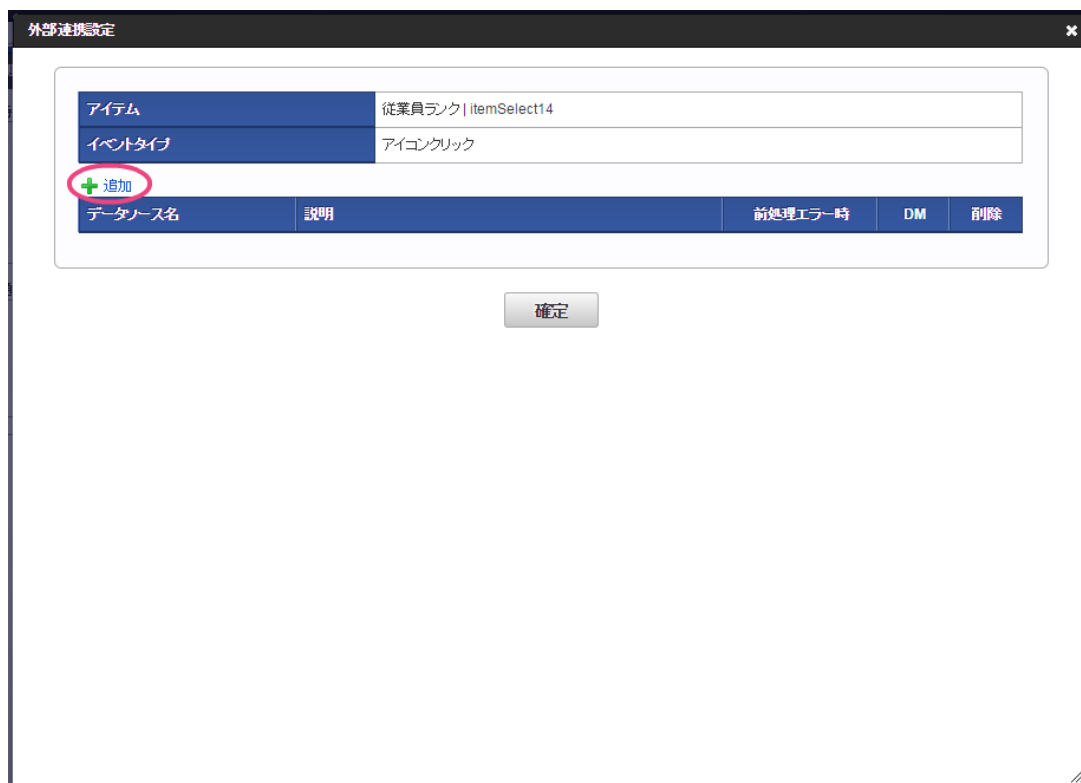 外部連携設定
アイテム 従業員ランク | itemSelect14
イベントタイプ アイコンクリック
追加
データソース名 説明 前処理エラー時 DM 削除
確定